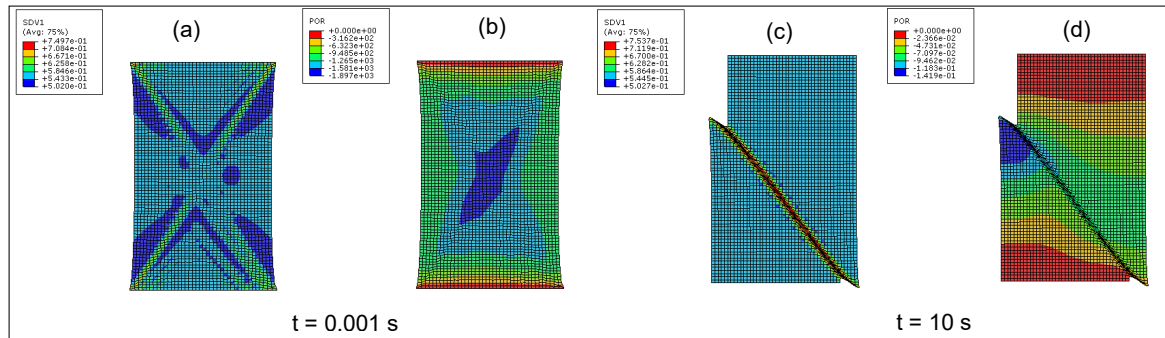 SDV1
(Avg: 75%)
+7.497e-01
+7.084e-01
+6.671e-01
+6.258e-01
+5.846e-01
+5.433e-01
+5.020e-01
(a)
POR
+0.000e+00
-3.162e+02
-6.323e+02
-9.485e+02
-1.265e+03
-1.581e+03
-1.897e+03
(b)
t = 0.001 s
SDV1
(Avg: 75%)
+7.537e-01
+7.119e-01
+6.700e-01
+6.282e-01
+5.864e-01
+5.445e-01
+5.027e-01
(c)
POR
+0.000e+00
-2.366e-02
-4.731e-02
-7.097e-02
-9.462e-02
-1.183e-01
-1.419e-01
(d)
t = 10 s